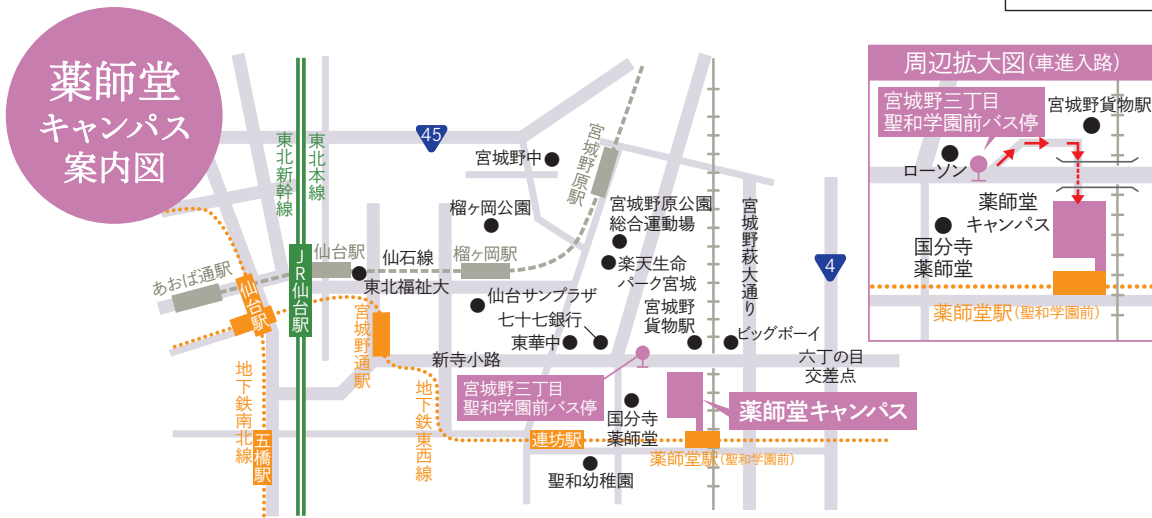 薬師堂
キャンパス
案内図
東北新幹線
東北本線
45
宮城野中
宮城野原駅
榴ヶ岡公園
宮城野原公園
総合運動場
宮城野萩大通り
4
あおば通駅
仙台駅
JR仙台駅
仙台駅
仙石線
榴ヶ岡駅
東北福祉大
楽天生命
パーク宮城
仙台サンプラザ
宮城野
貨物駅
宮城野通駅
七十七銀行
東華中
ビッグボーイ
新寺小路
六丁の目
交差点
地下鉄南北線
五橋駅
地下鉄東西線
宮城野三丁目
聖和学園前バス停
国分寺
薬師堂
薬師堂キャンパス
連坊駅
薬師堂駅(聖和学園前)
聖和幼稚園
周辺拡大図(車進入路)
宮城野三丁目
聖和学園前バス停
宮城野貨物駅
ローソン
薬師堂
キャンパス
国分寺
薬師堂
薬師堂駅(聖和学園前)